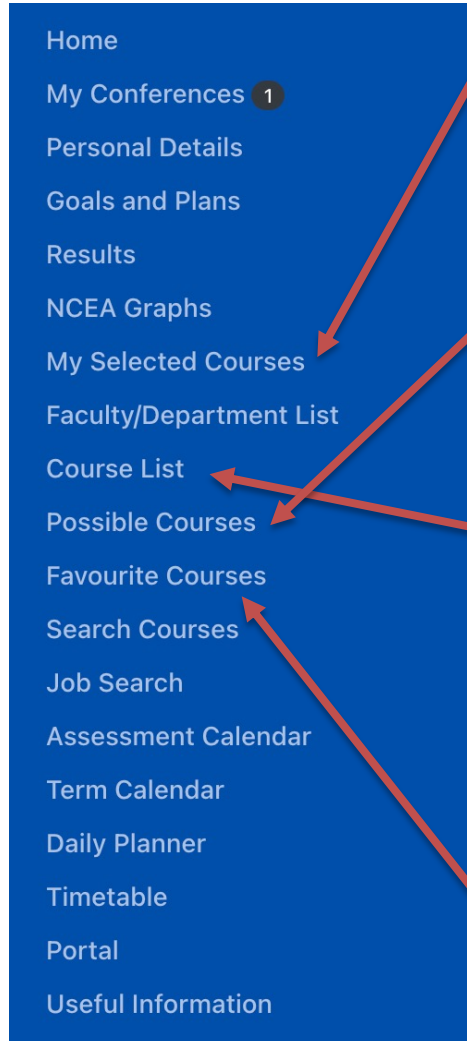 Home
My Conferences 1
Personal Details
Goals and Plans
Results
NCEA Graphs
My Selected Courses
Faculty/Department List
Course List
Possible Courses
Favourite Courses
Search Courses
Job Search
Assessment Calendar
Term Calendar
Daily Planner
Timetable
Portal
Useful Information